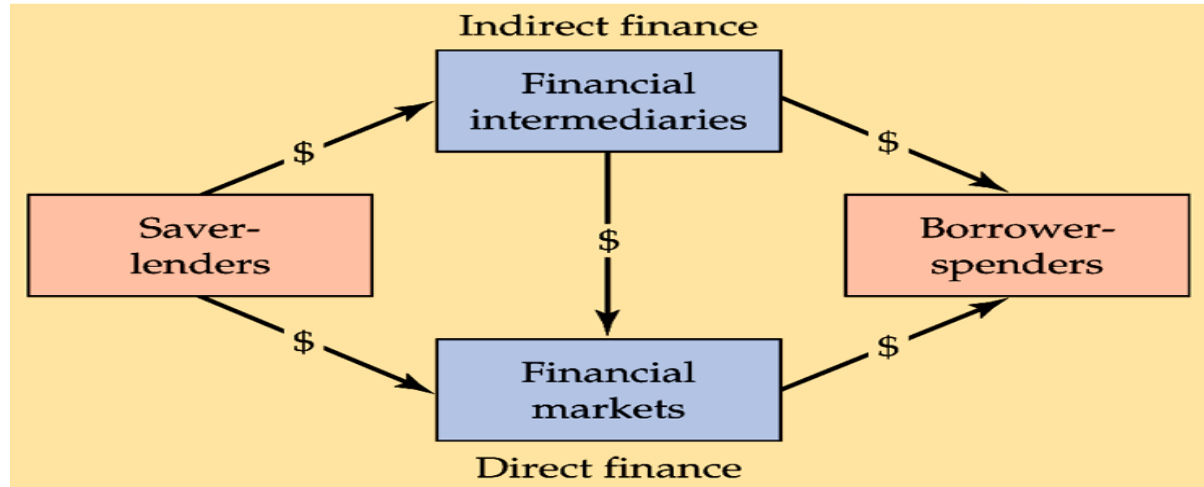 Indirect finance
Financial
intermediaries
$
$
Saver-
lenders
$
Borrower-
spenders
$
$
Financial
markets
Direct finance